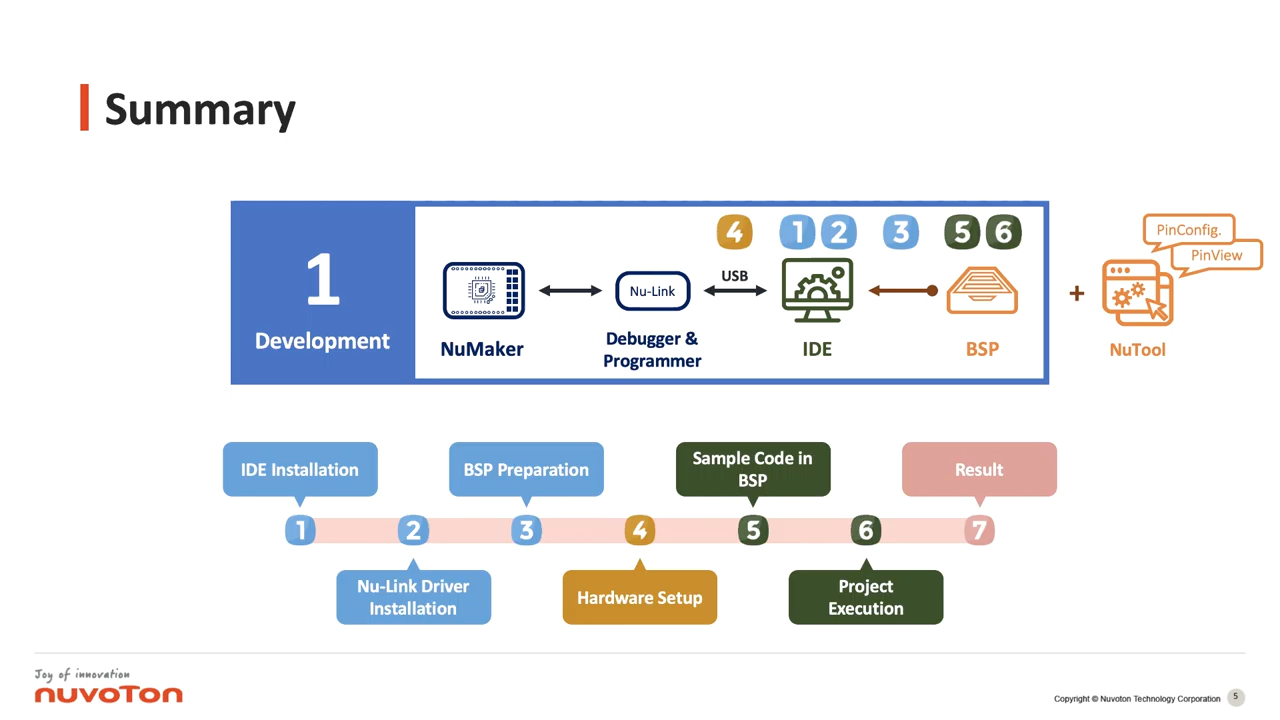 Summary
1
Development
4
1
2
3
5
6
NuMaker
Nu-Link
Debugger &
Programmer
USB
IDE
BSP
+
PinConfig.
PinView
NuTool
IDE Installation
BSP Preparation
Sample Code in
BSP
Result
1
2
3
4
5
6
7
Nu-Link Driver
Installation
Hardware Setup
Project
Execution
Joy of innovation
nuvoTon
Copyright © Nuvoton Technology Corporation
5